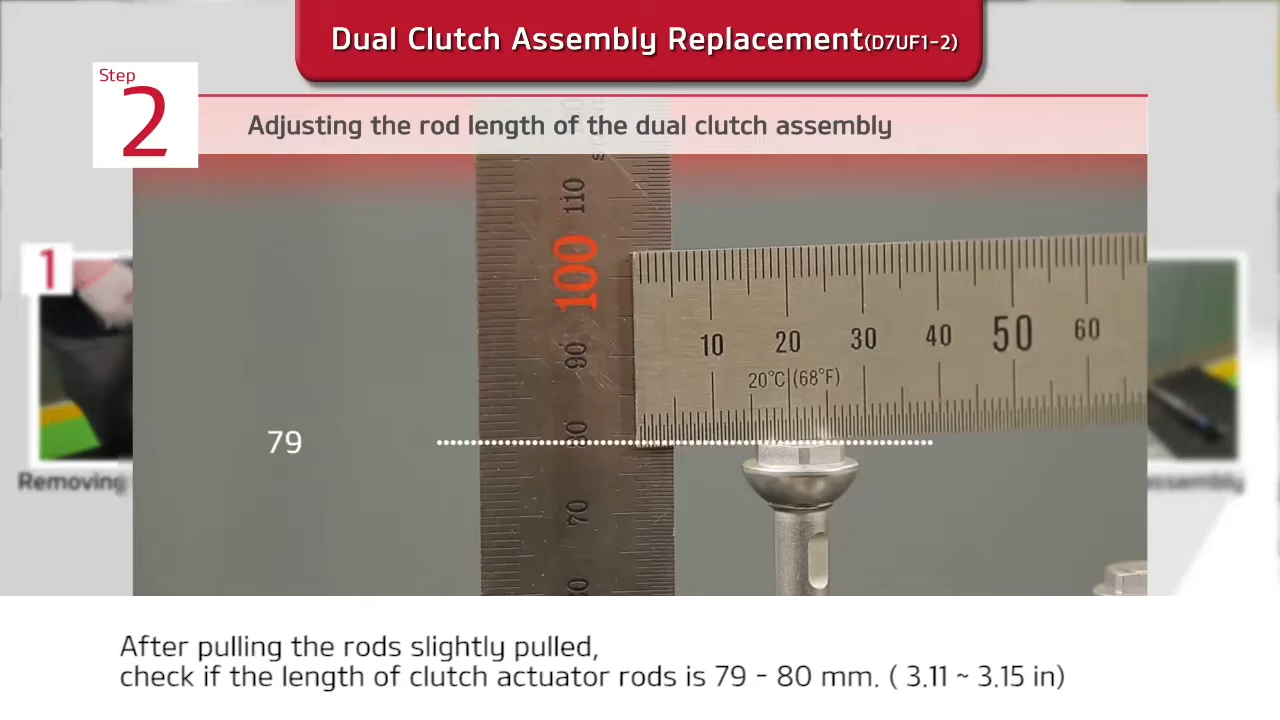 Dual Clutch Assembly Replacement(D7UF1-2)
Step
2
Adjusting the rod length of the dual clutch assembly
110
100
90
80
70
10 20 30 40 50 60
20°C (68°F)
79
1
Removing
assembly
After pulling the rods slightly pulled,
check if the length of clutch actuator rods is 79 - 80 mm. ( 3.11 ~ 3.15 in)